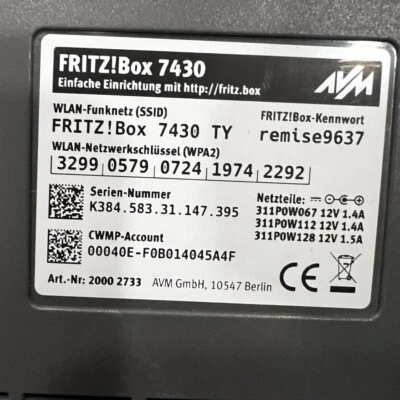 FRITZ!Box 7430
Einfache Einrichtung mit http://fritz.box
AVM
WLAN-Funknetz (SSID)
FRITZ!Box 7430 TY
FRITZ!Box-Kennwort
remise9637
WLAN-Netzwerkschlüssel (WPA2)
3299 0579 0724 1974 2292
Serien-Nummer
K384.583.31.147.395
CWMP-Account
00040E-F0B014045A4F
Netzteile:
311P0W067 12V 1.4A
311P0W112 12V 1.4A
311P0W128 12V 1.5A
CE
Art.-Nr: 2000 2733
AVM GmbH, 10547 Berlin